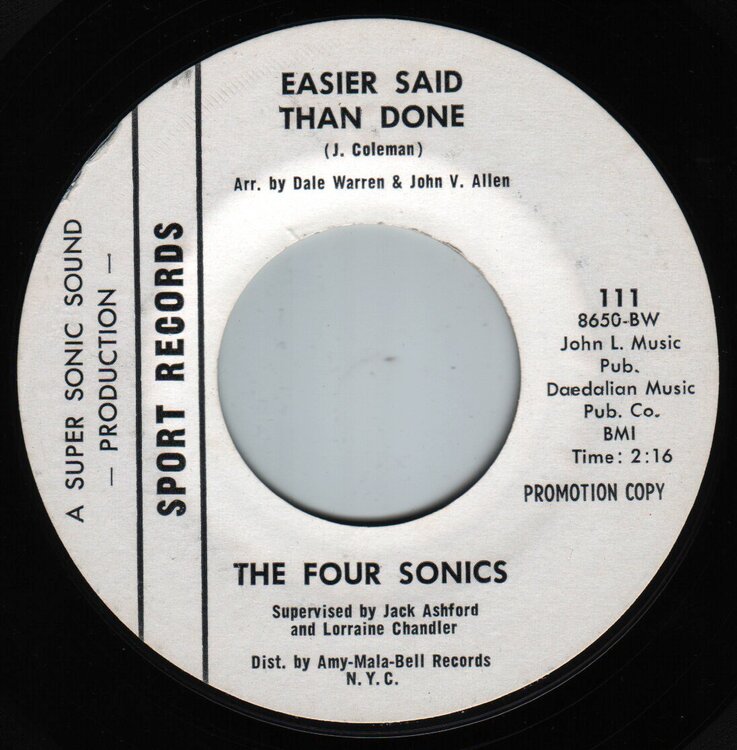 EASIER SAID
THAN DONE
(J. Coleman)
Arr. by Dale Warren & John V. Allen
A SUPER SONIC SOUND
— PRODUCTION —
SPORT RECORDS
111
8650-BW
John L. Music
Pub.
Daedalian Music
Pub. Co.
BMI
Time: 2:16
PROMOTION COPY
THE FOUR SONICS
Supervised by Jack Ashford
and Lorraine Chandler
Dist. by Amy-Mala-Bell Records
N.Y.C.